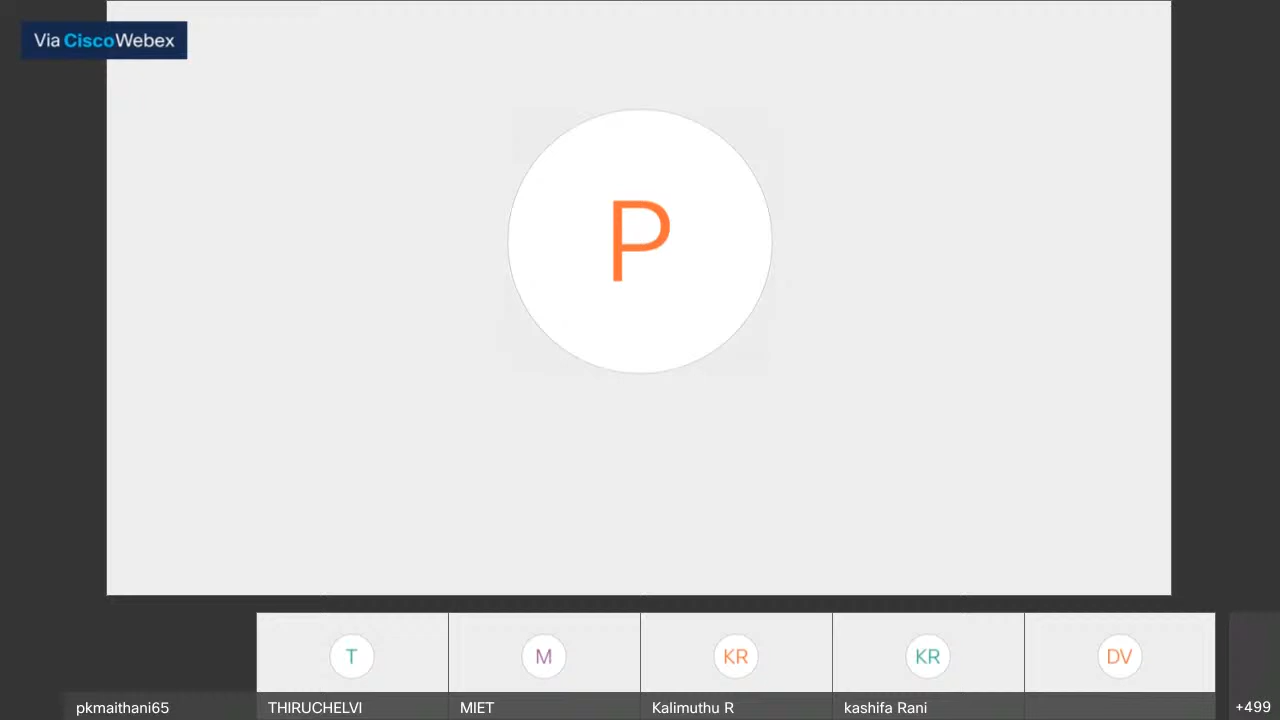 Via CiscoWebex
P
T
M
KR
KR
DV
pkmaithani65
THIRUCHELVI
MIET
Kalimuthu R
kashifa Rani
+499